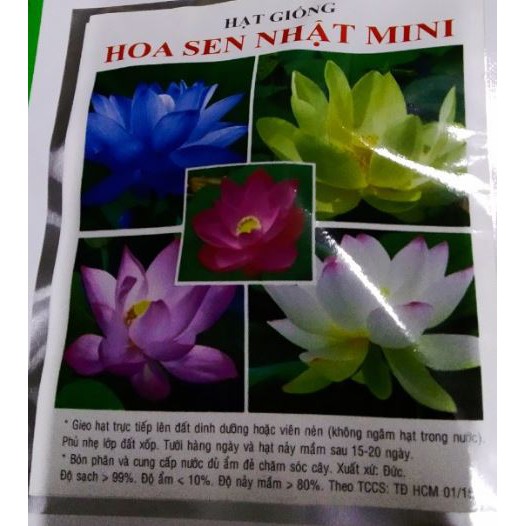 HẠT GIỐNG
HOA SEN NHẬT MINI
* Gieo hạt trực tiếp lên đất dinh dưỡng hoặc viên nén (không ngâm hạt trong nước).
Phủ nhẹ lớp đất xốp. Tưới hàng ngày và hạt nảy mầm sau 15-20 ngày.
* Bón phân và cung cấp nước đủ ẩm để chăm sóc cây. Xuất xứ: Đức.
Độ sạch > 99%. Độ ẩm < 10%. Độ nảy mầm > 80%. Theo TCCS: TĐ HCM